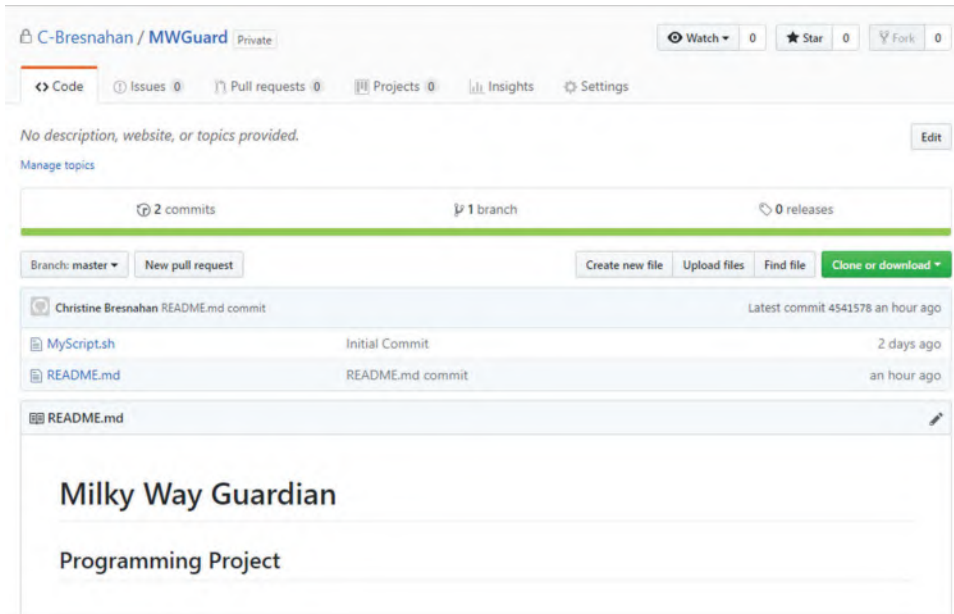 C-Bresnahan / MWGuard Private Watch 0 Star 0 Fork 0
Code Issues 0 Pull requests 0 Projects 0 Insights Settings
No description, website, or topics provided. Edit
Manage topics
2 commits 1 branch 0 releases
Branch: master New pull request Create new file Upload files Find file Clone or download
Christine Bresnahan README.md commit Latest commit 4541578 an hour ago
MyScript.sh Initial Commit 2 days ago
README.md README.md commit an hour ago
README.md
Milky Way Guardian
Programming Project